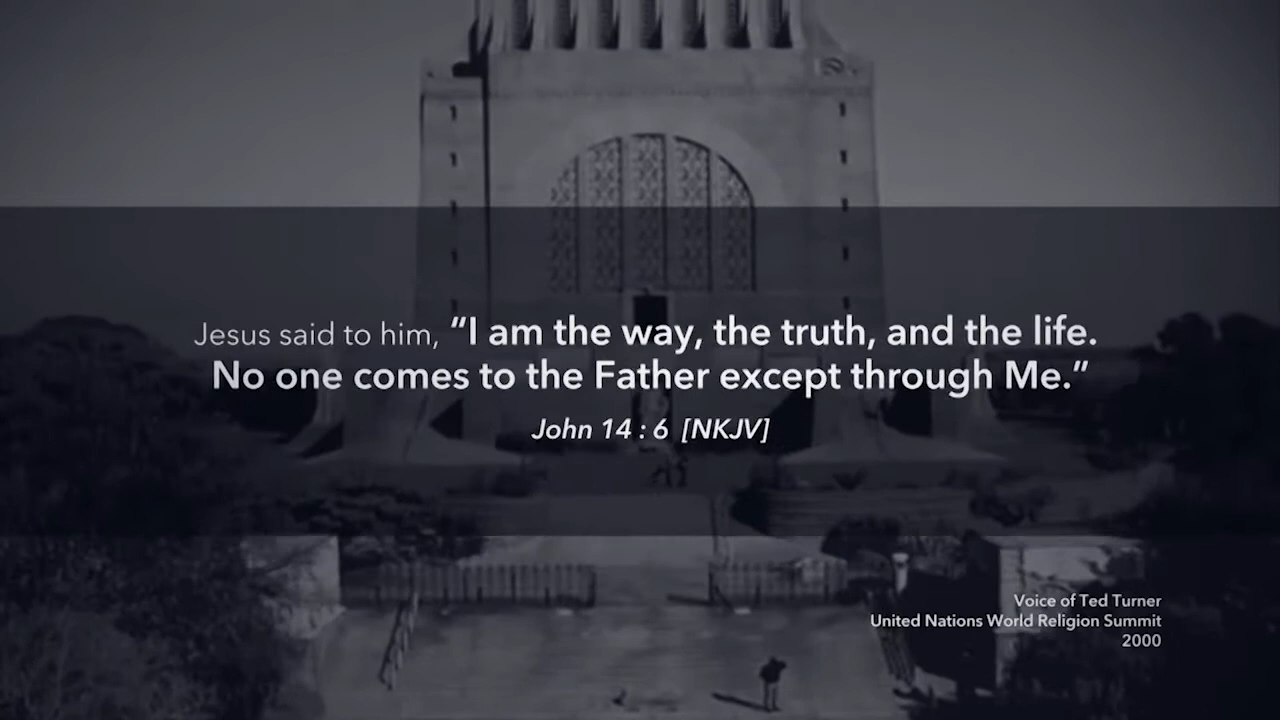 Jesus said to him, “I am the way, the truth, and the life.
No one comes to the Father except through Me.”
John 14 : 6 [NKJV]
Voice of Ted Turner
United Nations World Religion Summit
2000